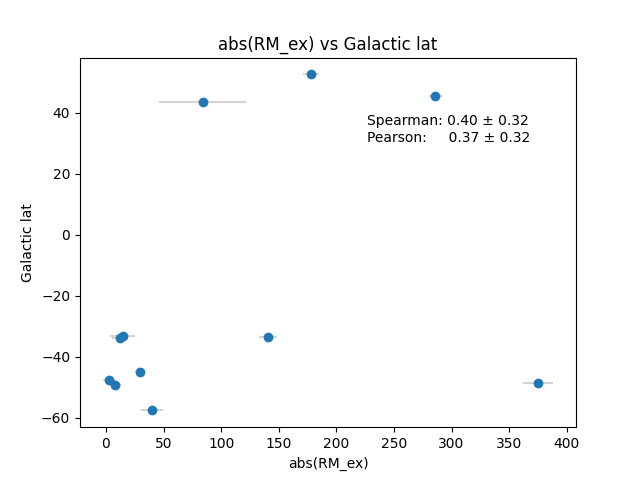 abs(RM_ex) vs Galactic lat
Spearman: 0.40 ± 0.32
Pearson: 0.37 ± 0.32
Galactic lat
40
20
0
−20
−40
−60
0 50 100 150 200 250 300 350 400
abs(RM_ex)